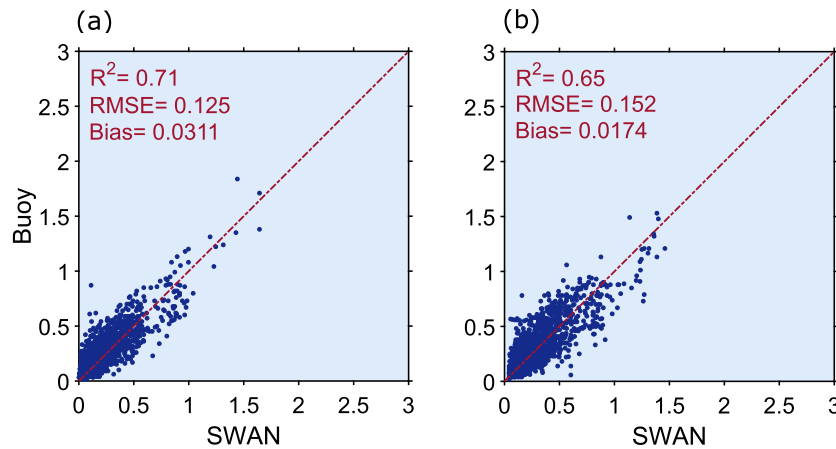 (a)
R²= 0.71
RMSE= 0.125
Bias= 0.0311
3
2.5
2
1.5
1
0.5
0
Buoy
0 0.5 1 1.5 2 2.5 3
SWAN
(b)
R²= 0.65
RMSE= 0.152
Bias= 0.0174
3
2.5
2
1.5
1
0.5
0
0 0.5 1 1.5 2 2.5 3
SWAN